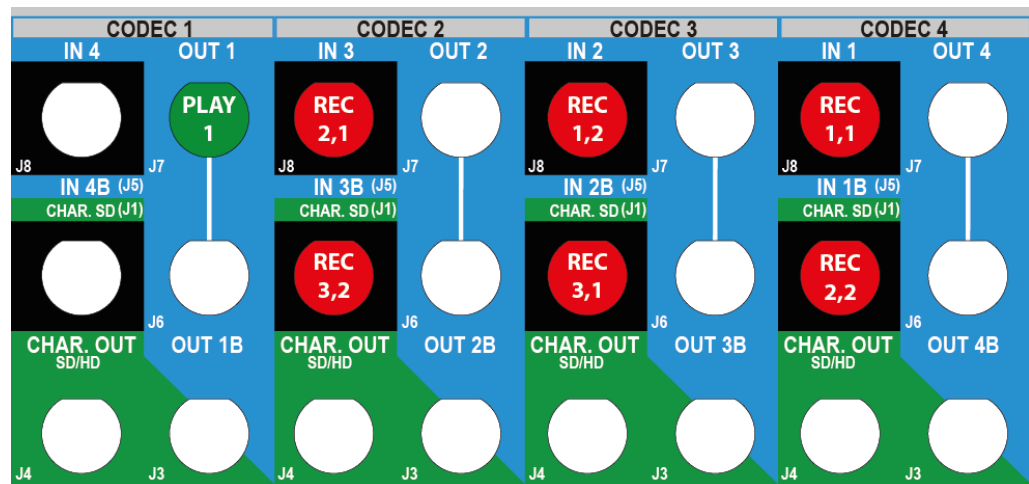 CODEC 1
CODEC 2
CODEC 3
CODEC 4
IN 4
OUT 1
IN 3
OUT 2
IN 2
OUT 3
IN 1
OUT 4
PLAY
1
REC
2,1
REC
1,2
REC
1,1
J8
J7
J8
J7
J8
J7
J8
J7
IN 4B (J5)
IN 3B (J5)
IN 2B (J5)
IN 1B (J5)
CHAR. SD (J1)
CHAR. SD (J1)
CHAR. SD (J1)
CHAR. SD (J1)
REC
3,2
REC
3,1
REC
2,2
J6
J6
J6
J6
CHAR. OUT
SD/HD
OUT 1B
CHAR. OUT
SD/HD
OUT 2B
CHAR. OUT
SD/HD
OUT 3B
CHAR. OUT
SD/HD
OUT 4B
J4
J3
J4
J3
J4
J3
J4
J3